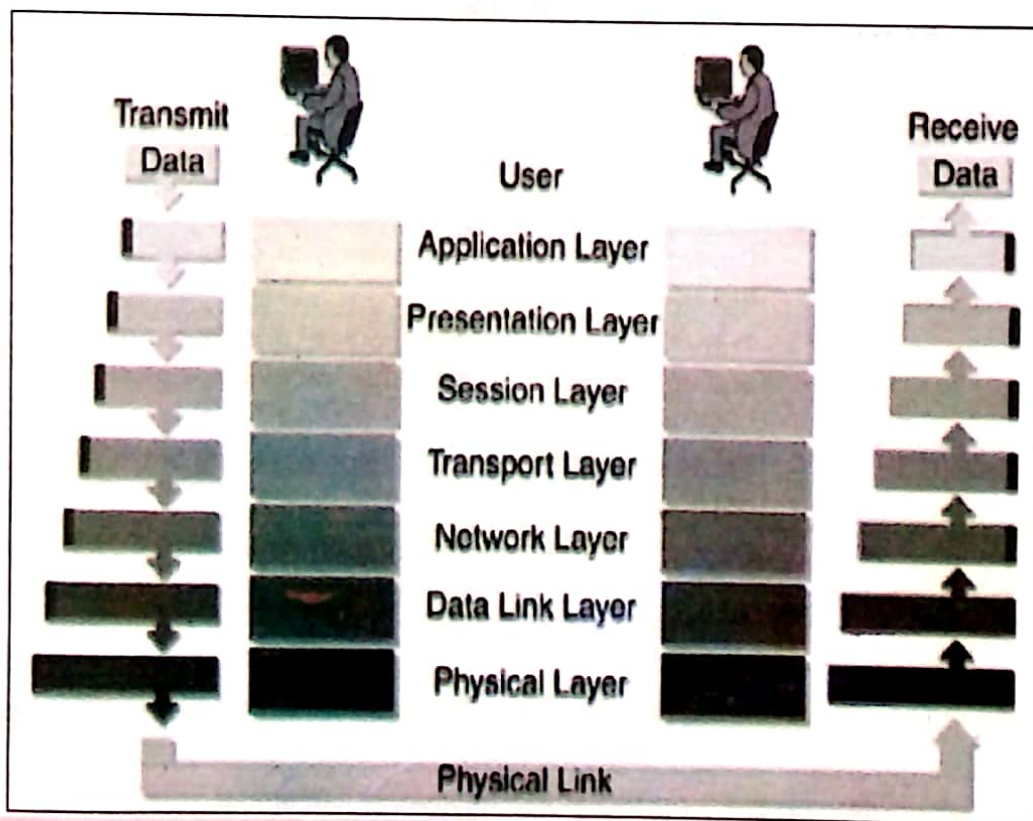 Transmit
Data
User
Receive
Data
Application Layer
Presentation Layer
Session Layer
Transport Layer
Network Layer
Data Link Layer
Physical Layer
Physical Link